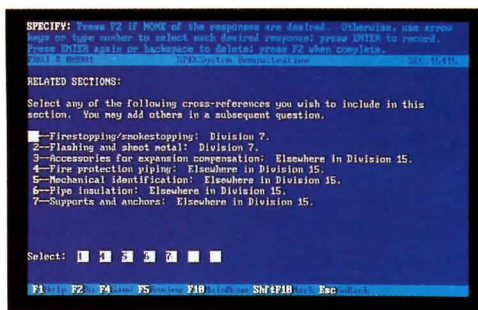 SPECIFY: Press F2 if NONE of the responses are desired. Otherwise, use arrow
keys or type number to select each desired response; press ENTER to record.
Press ENTER again or backspace to delete; press F2 when complete.
SPECSystem Demonstration SEC. 15411
RELATED SECTIONS:
Select any of the following cross-references you wish to include in this
section. You may add others in a subsequent question.
--Firestopping/smokestopping: Division 7.
2--Flashing and sheet metal: Division 7.
3--Accessories for expansion compensation: Elsewhere in Division 15.
4--Fire protection piping: Elsewhere in Division 15.
5--Mechanical identification: Elsewhere in Division 15.
6--Pipe insulation: Elsewhere in Division 15.
7--Supports and anchors: Elsewhere in Division 15.
Select: 1 4 5 6 7
F1 Help F2 F4 F5 F10 Main Menu ShftF10 Mark Esc